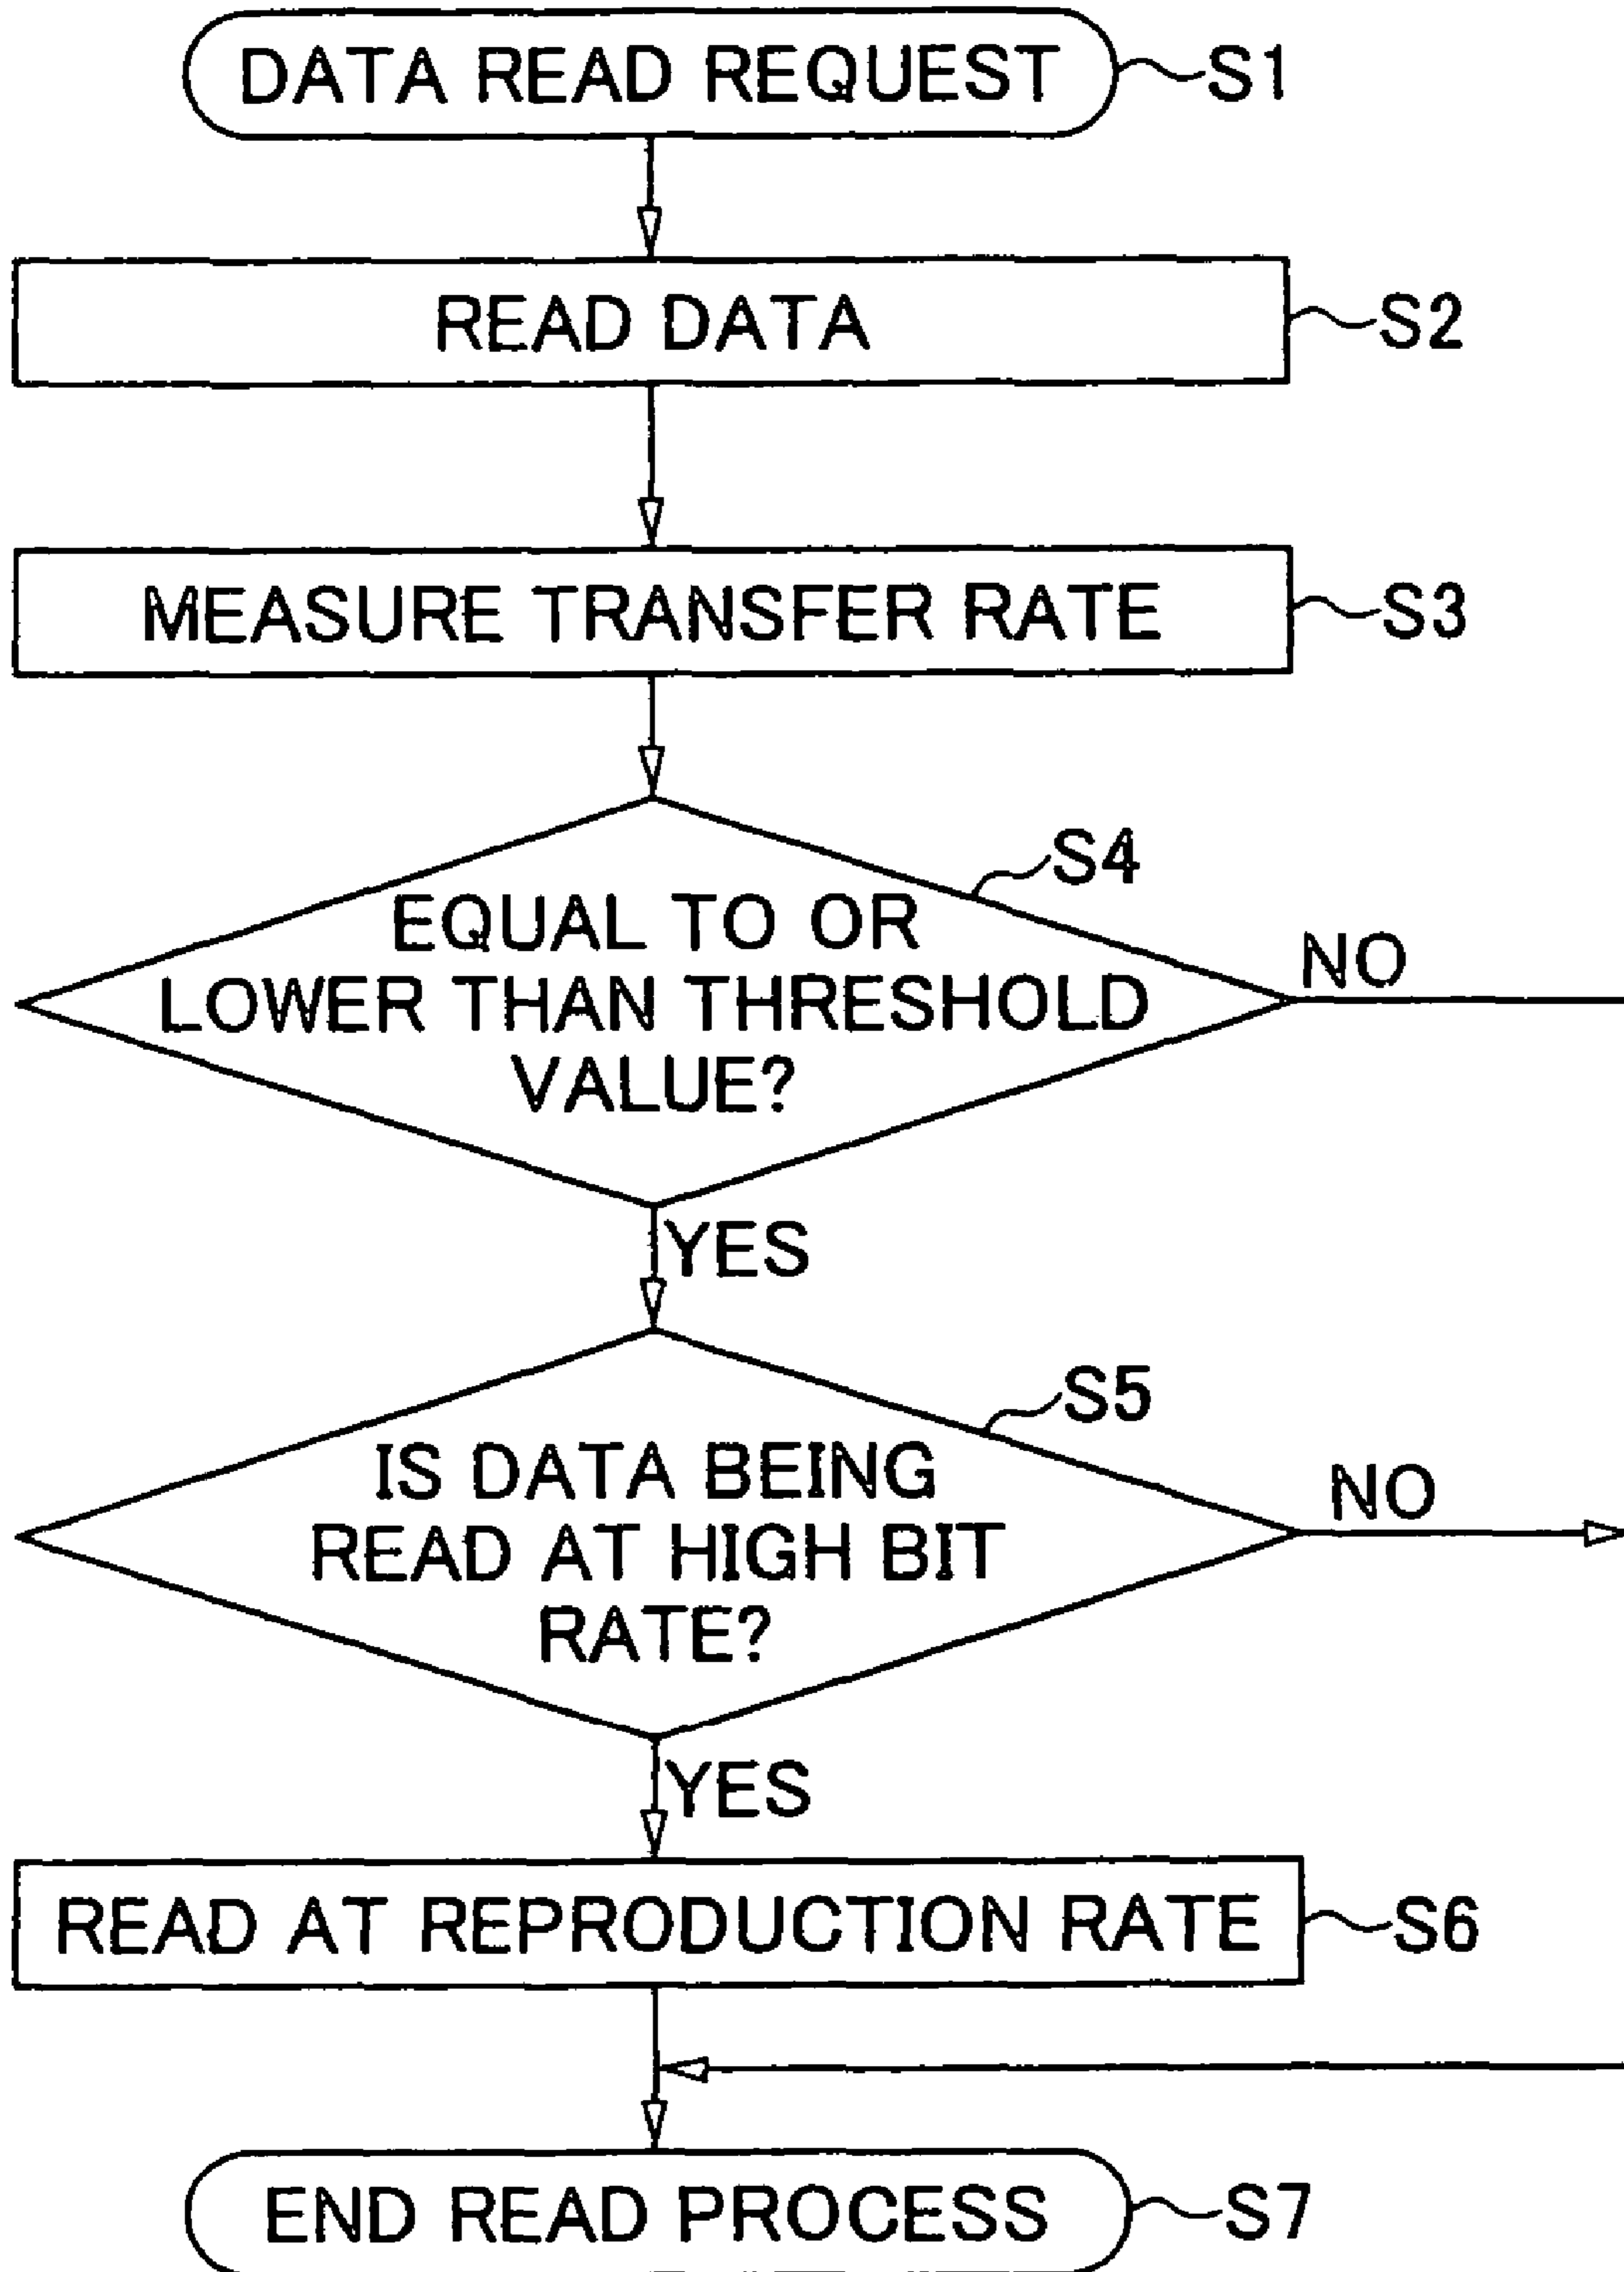 DATA READ REQUEST S1
READ DATA S2
MEASURE TRANSFER RATE S3
S4
EQUAL TO OR
LOWER THAN THRESHOLD
VALUE?
NO
YES
S5
IS DATA BEING
READ AT HIGH BIT
RATE?
NO
YES
READ AT REPRODUCTION RATE S6
END READ PROCESS S7